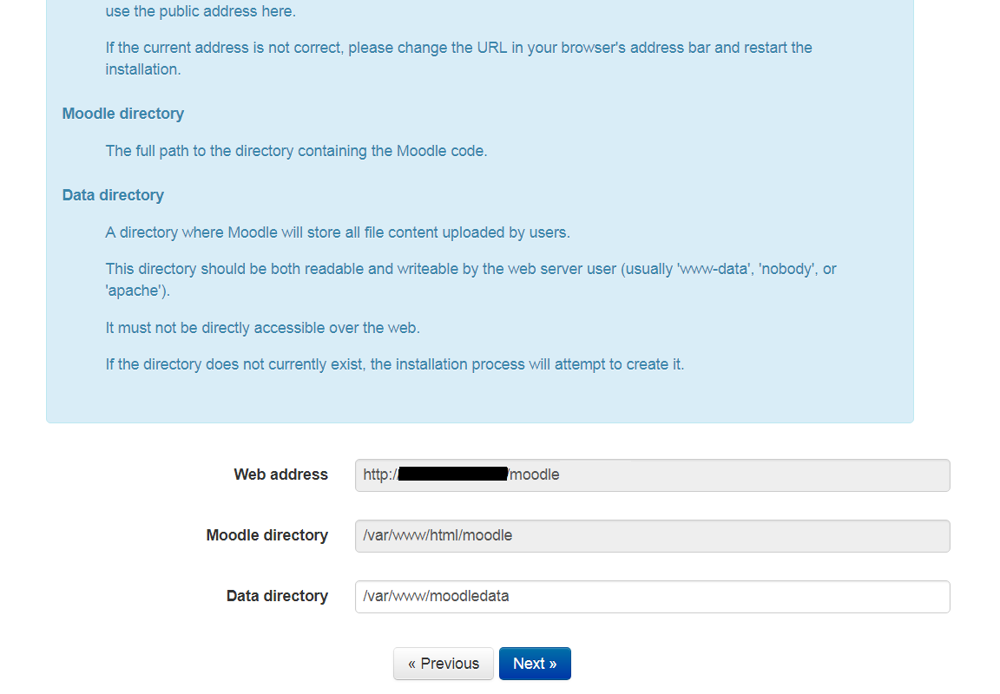 use the public address here.
If the current address is not correct, please change the URL in your browser's address bar and restart the
installation.
Moodle directory
The full path to the directory containing the Moodle code.
Data directory
A directory where Moodle will store all file content uploaded by users.
This directory should be both readable and writeable by the web server user (usually 'www-data', 'nobody', or
'apache').
It must not be directly accessible over the web.
If the directory does not currently exist, the installation process will attempt to create it.
Web address
http:/ /moodle
Moodle directory
/var/www/html/moodle
Data directory
/var/www/moodledata
« Previous
Next »